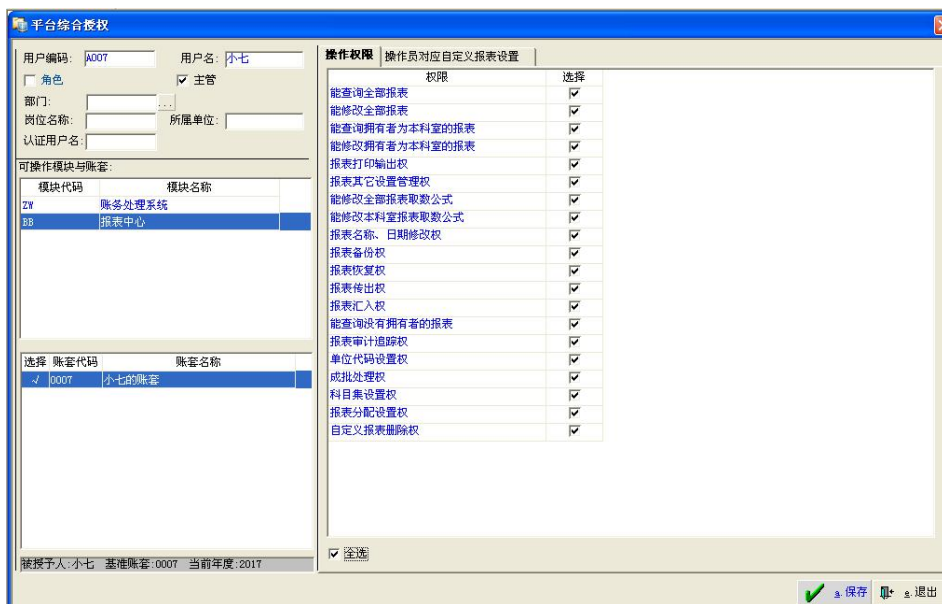 平台综合授权
用户编码: A007 用户名: 小七
角色 主管
部门: ...
岗位名称: 所属单位:
认证用户名:
可操作模块与账套:
模块代码 模块名称
ZW 账务处理系统
BB 报表中心
选择 账套代码 账套名称
√ 0007 小七的账套
被授予人:小七 基准账套:0007 当前年度:2017
操作权限 操作员对应自定义报表设置
权限 选择
能查询全部报表
能修改全部报表
能查询拥有者为本科室的报表
能修改拥有者为本科室的报表
报表打印输出权
报表其它设置管理权
能修改全部报表取数公式
能修改本科室报表取数公式
报表名称、日期修改权
报表备份权
报表恢复权
报表传出权
报表汇入权
能查询没有拥有者的报表
报表审计追踪权
单位代码设置权
成批处理权
科目集设置权
报表分配设置权
自定义报表删除权
全选
s.保存 e.退出